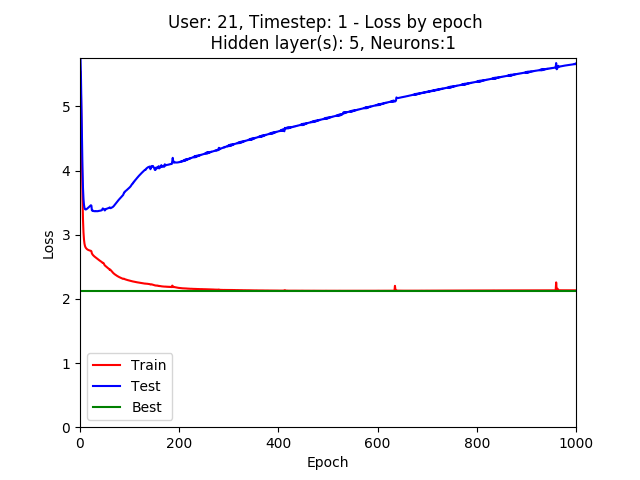 User: 21, Timestep: 1 - Loss by epoch
Hidden layer(s): 5, Neurons:1
5
4
3
2
1
0
Loss
Train
Test
Best
0 200 400 600 800 1000
Epoch